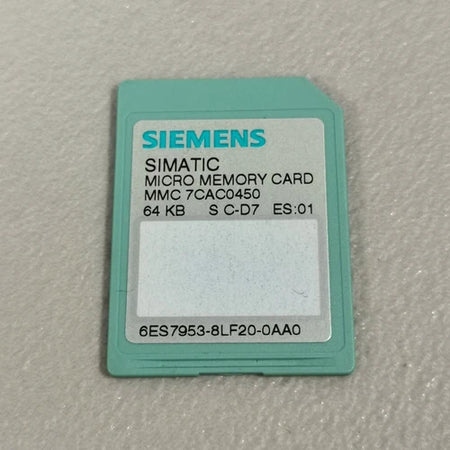 SIEMENS
SIMATIC
MICRO MEMORY CARD
MMC 7CAC0450
64 KB S C-D7 ES:01
6ES7953-8LF20-0AA0